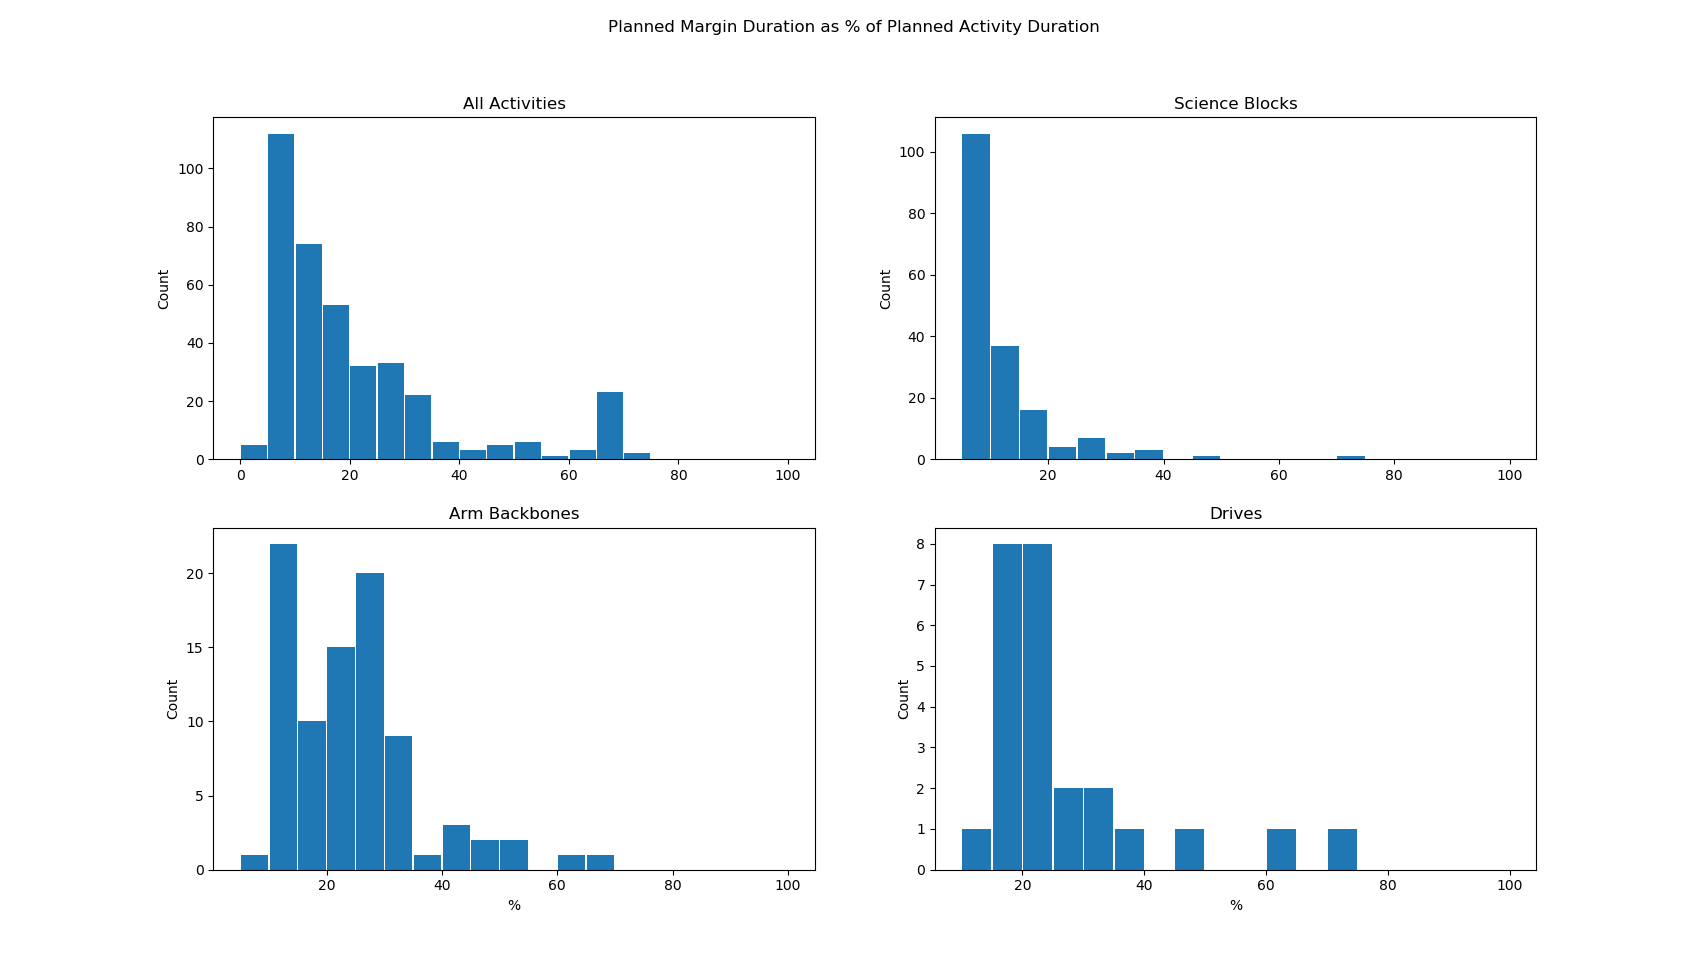 Planned Margin Duration as % of Planned Activity Duration
All Activities
Count
100
80
60
40
20
0
0 20 40 60 80 100
Science Blocks
Count
100
80
60
40
20
0
20 40 60 80 100
Arm Backbones
Count
20
15
10
5
0
20 40 60 80 100
%
Drives
Count
8
7
6
5
4
3
2
1
0
20 40 60 80 100
%